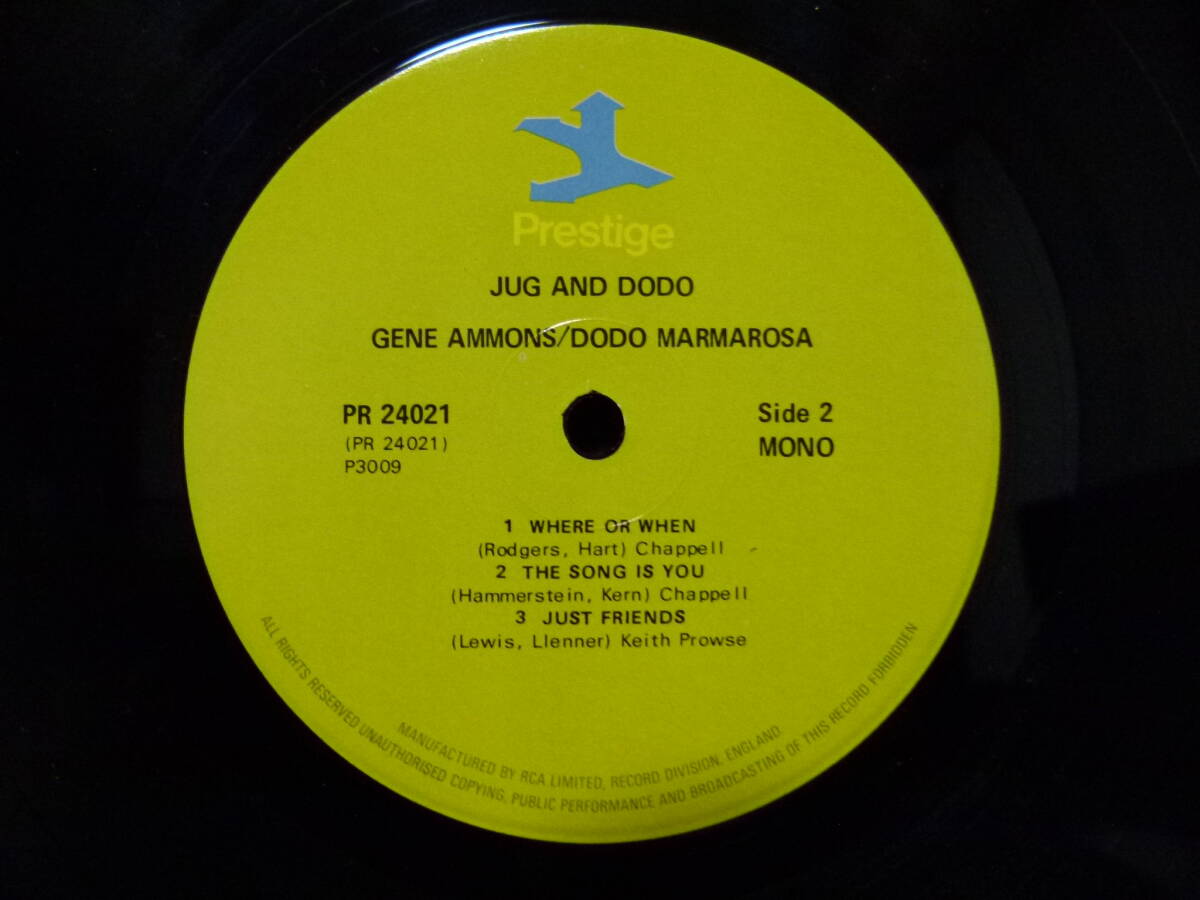 Prestige
JUG AND DODO
GENE AMMONS/DODO MARMAROSA
PR 24021
(PR 24021)
P3009
Side 2
MONO
1 WHERE OR WHEN
(Rodgers, Hart) Chappell
2 THE SONG IS YOU
(Hammerstein, Kern) Chappell
3 JUST FRIENDS
(Lewis, Llenner) Keith Prowse
MANUFACTURED BY RCA LIMITED, RECORD DIVISION, ENGLAND.
ALL RIGHTS RESERVED UNAUTHORISED COPYING, PUBLIC PERFORMANCE AND BROADCASTING OF THIS RECORD FORBIDDEN